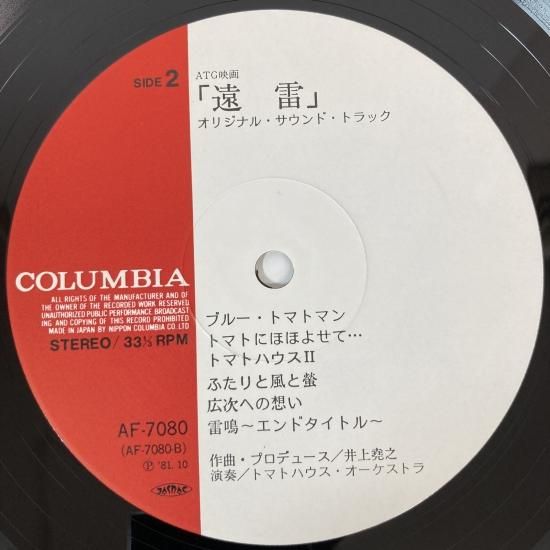 SIDE 2
ATG映画
「遠 雷」
オリジナル・サウンド・トラック
COLUMBIA
ALL RIGHTS OF THE MANUFACTURER AND OF
THE OWNER OF THE RECORDED WORK RESERVED
UNAUTHORIZED PUBLIC PERFORMANCE BROADCAST
ING AND COPYING OF THIS RECORD PROHIBITED
MADE IN JAPAN BY NIPPON COLUMBIA CO. LTD
STEREO / 33⅓ RPM
ブルー・トマトマン
トマトにほほよせて…
トマトハウスⅡ
ふたりと風と螢
広次への想い
雷鳴〜エンドタイトル〜
AF-7080
(AF-7080-B)
Ⓟ '81. 10
JASRAC
作曲・プロデュース／井上堯之
演奏／トマトハウス・オーケストラ